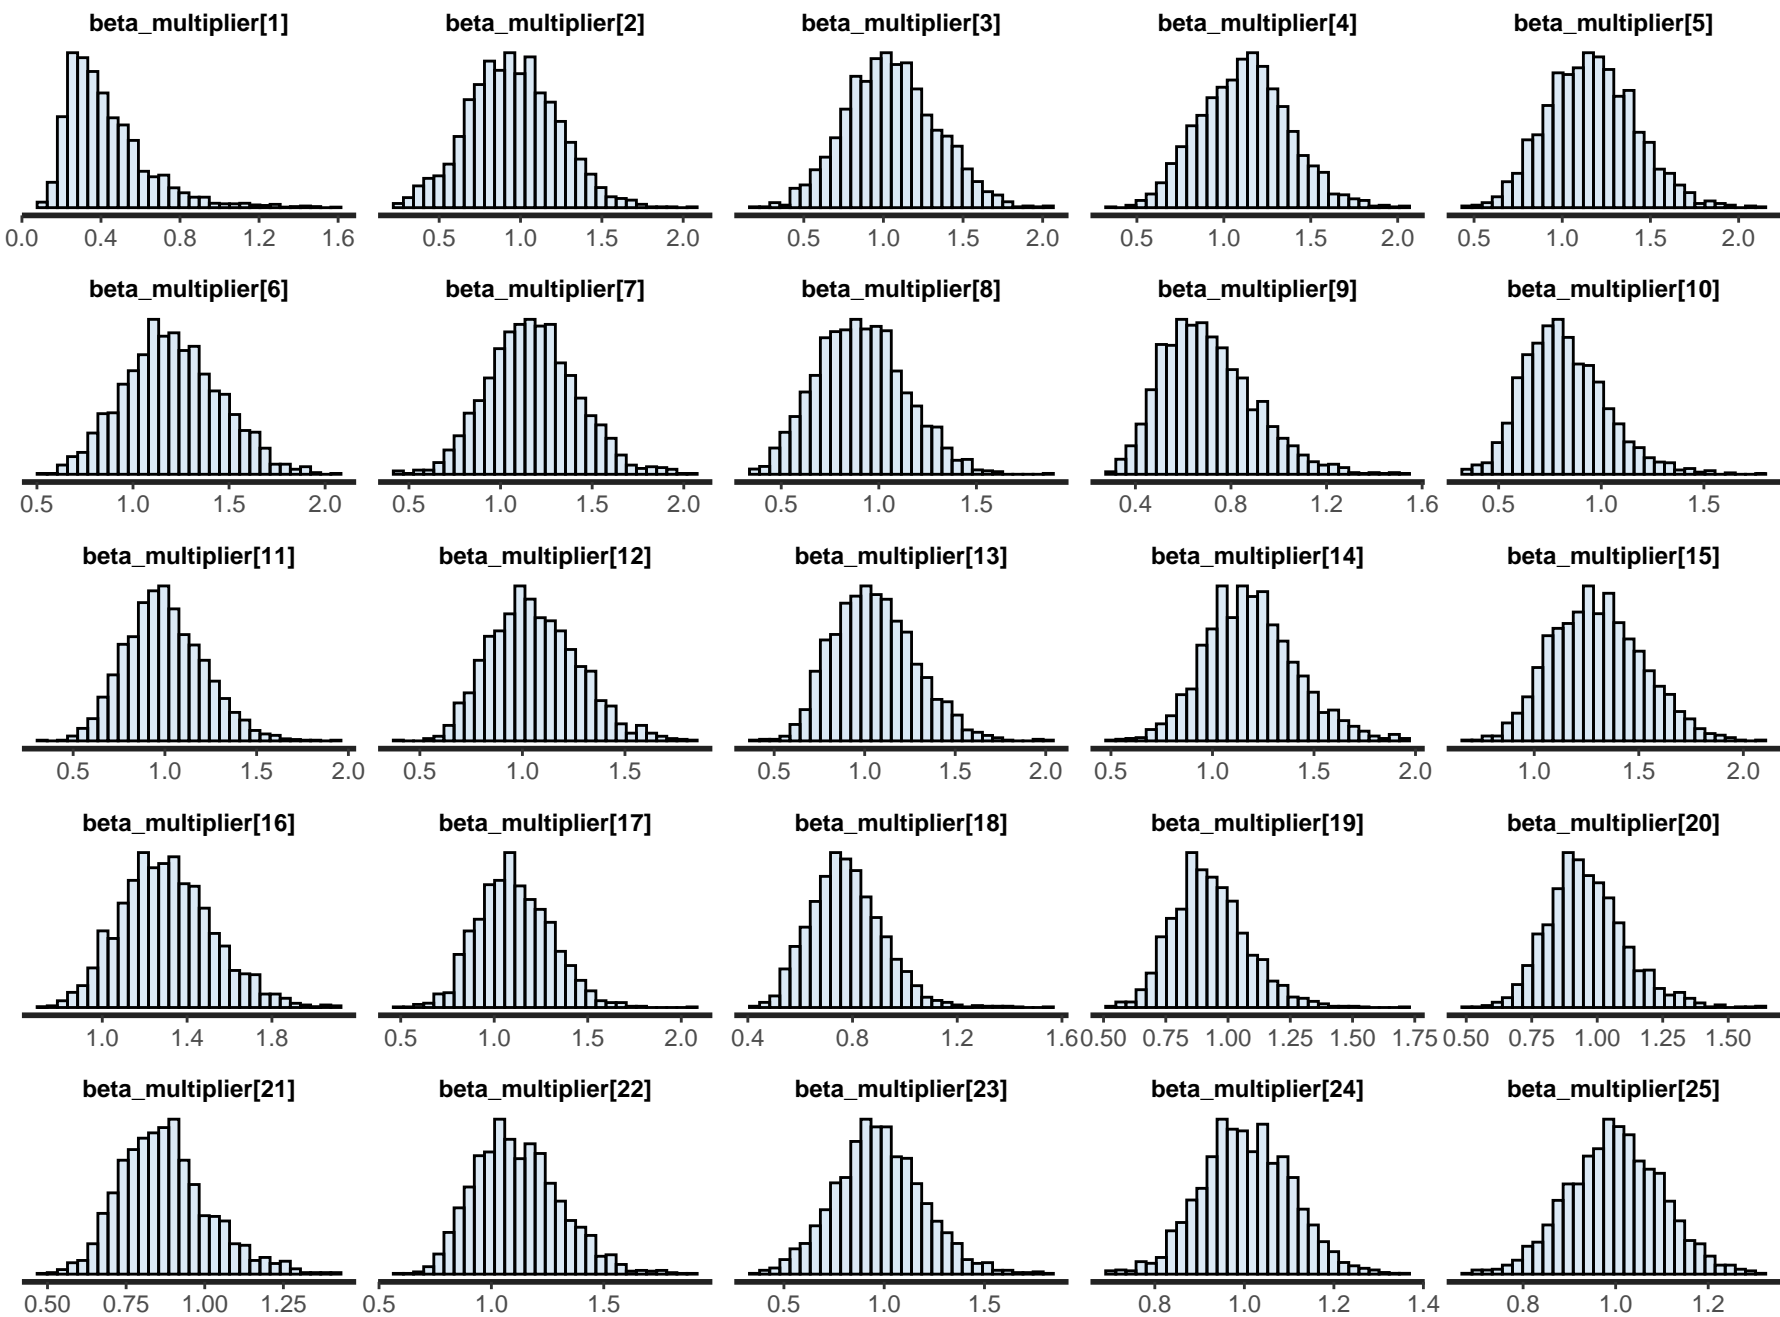 beta_multiplier[1] beta_multiplier[2] beta_multiplier[3] beta_multiplier[4] beta_multiplier[5]
0.0 0.4 0.8 1.2 1.6 0.5 1.0 1.5 2.0 0.5 1.0 1.5 2.0 0.5 1.0 1.5 2.0 0.5 1.0 1.5 2.0
beta_multiplier[6] beta_multiplier[7] beta_multiplier[8] beta_multiplier[9] beta_multiplier[10]
0.5 1.0 1.5 2.0 0.5 1.0 1.5 2.0 0.5 1.0 1.5 0.4 0.8 1.2 1.6 0.5 1.0 1.5
beta_multiplier[11] beta_multiplier[12] beta_multiplier[13] beta_multiplier[14] beta_multiplier[15]
0.5 1.0 1.5 2.0 0.5 1.0 1.5 0.5 1.0 1.5 2.0 0.5 1.0 1.5 2.0 1.0 1.5 2.0
beta_multiplier[16] beta_multiplier[17] beta_multiplier[18] beta_multiplier[19] beta_multiplier[20]
1.0 1.4 1.8 0.5 1.0 1.5 2.0 0.4 0.8 1.2 1.6 0.50 0.75 1.00 1.25 1.50 1.75 0.50 0.75 1.00 1.25 1.50
beta_multiplier[21] beta_multiplier[22] beta_multiplier[23] beta_multiplier[24] beta_multiplier[25]
0.50 0.75 1.00 1.25 0.5 1.0 1.5 0.5 1.0 1.5 0.8 1.0 1.2 1.4 0.8 1.0 1.2